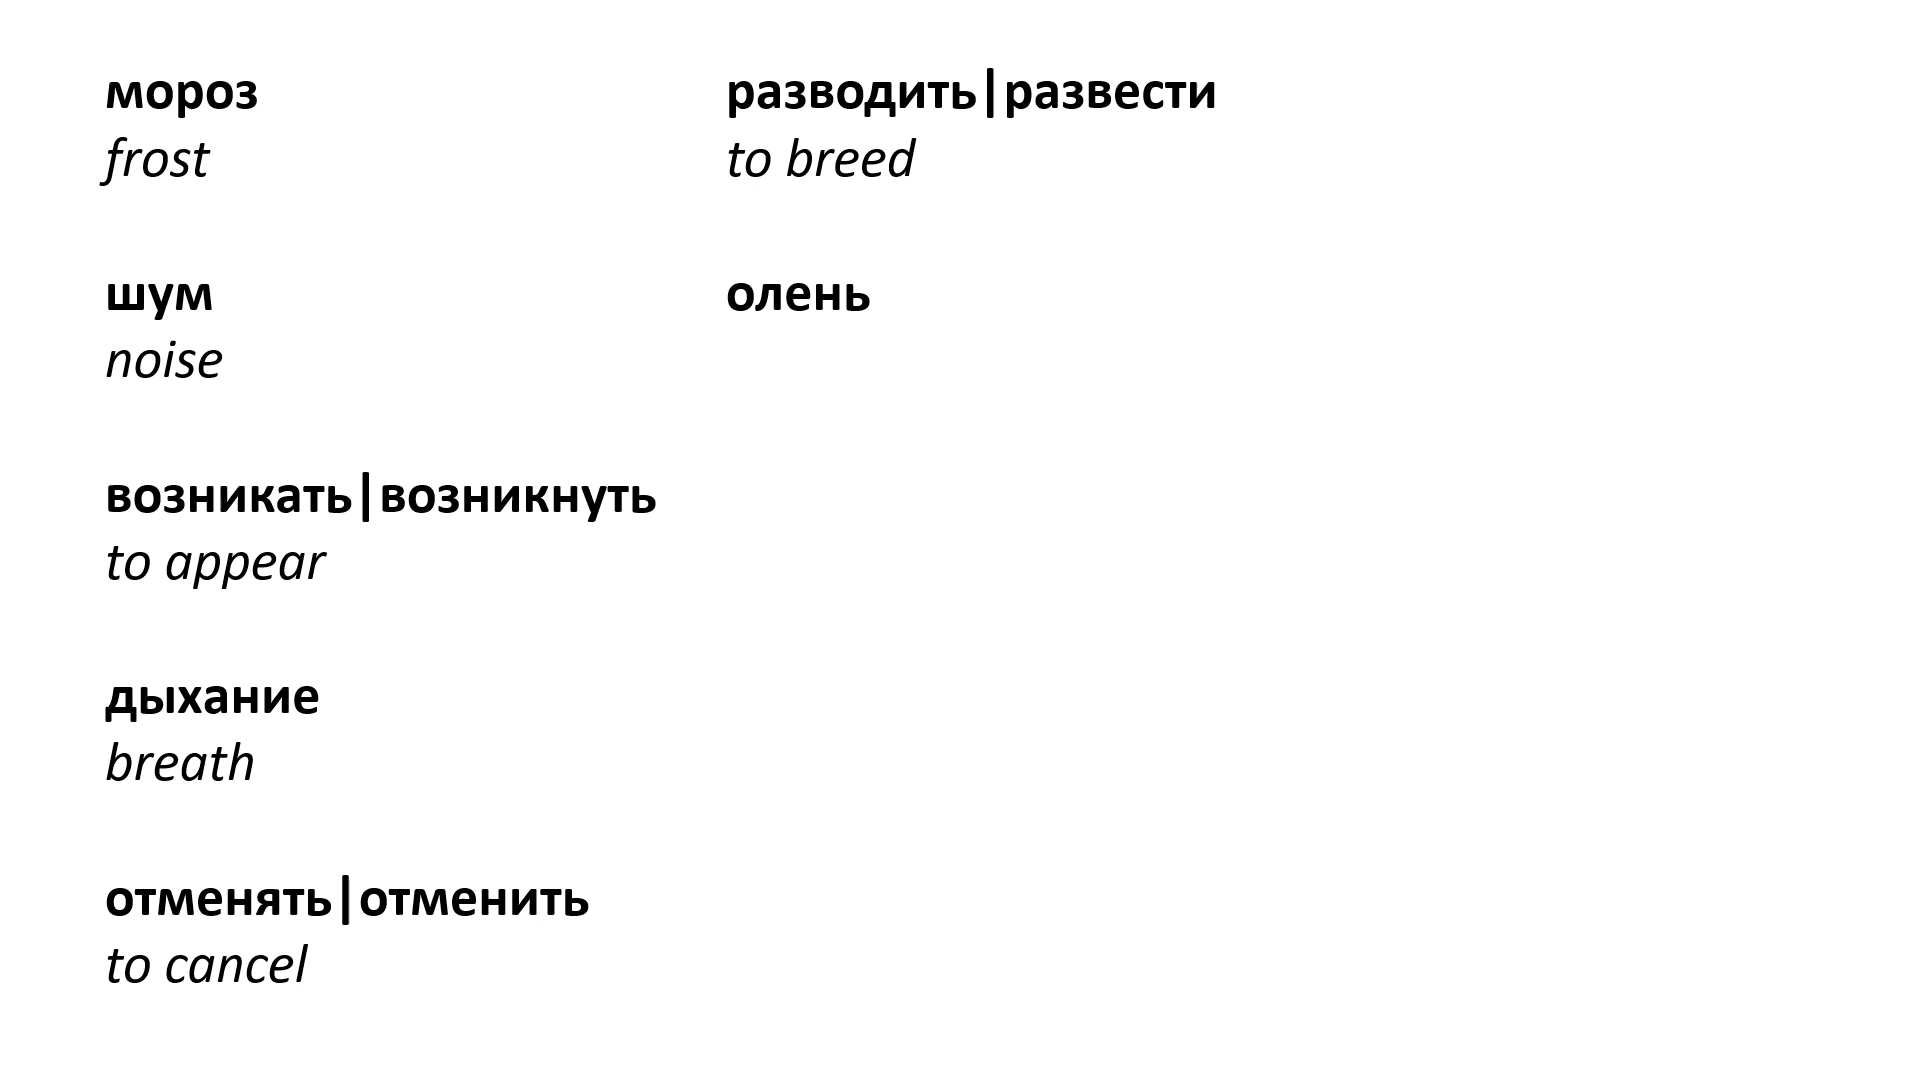 мороз
frost
шум
noise
возникать|возникнуть
to appear
дыхание
breath
отменять|отменить
to cancel
разводить|развести
to breed
олень